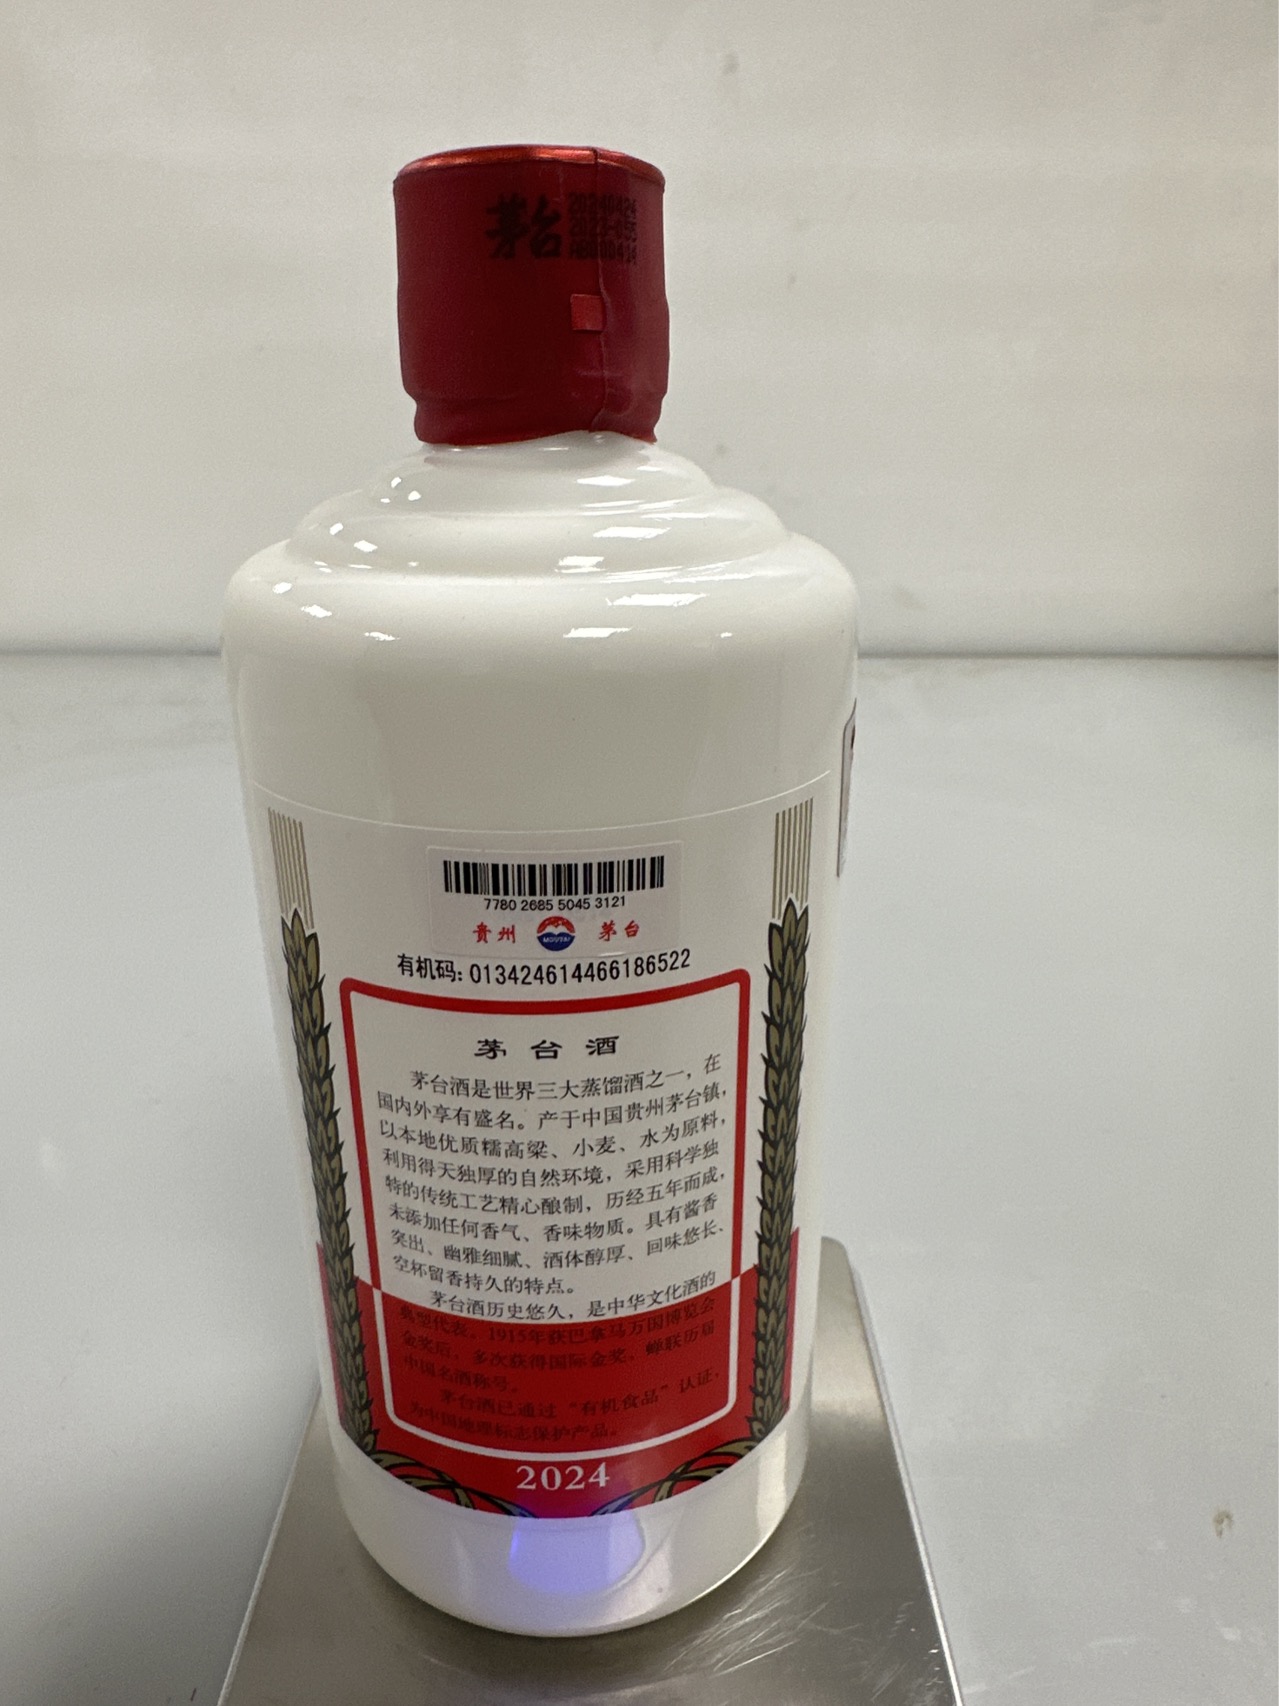 茅台
20240424
2023-055
7780 2685 5045 3121
贵州 MOUTAI 茅台
有机码: 013424614466186522
茅台酒
茅台酒是世界三大蒸馏酒之一，在
国内外享有盛名。产于中国贵州茅台镇，
以本地优质糯高粱、小麦、水为原料，
利用得天独厚的自然环境，采用科学独
特的传统工艺精心酿制，历经五年而成，
未添加任何香气、香味物质。具有酱香
突出、幽雅细腻、酒体醇厚、回味悠长、
空杯留香持久的特点。
茅台酒历史悠久，是中华文化酒的
典型代表。1915年获巴拿马万国博览会
金奖后，多次获得国际金奖，蝉联历届
中国名酒称号。
茅台酒已通过“有机食品”认证，
为中国地理标志保护产品。
2024